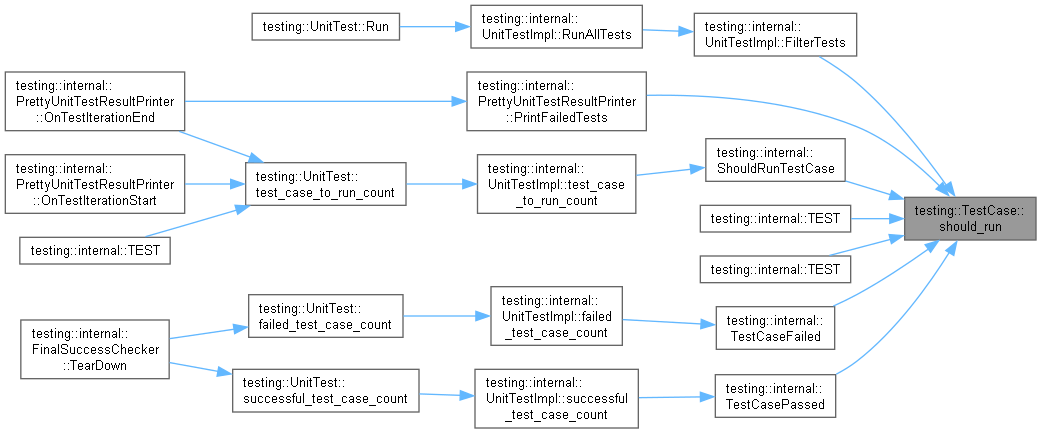 testing::UnitTest::Run
testing::internal::
UnitTestImpl::RunAllTests
testing::internal::
UnitTestImpl::FilterTests
testing::internal::
PrettyUnitTestResultPrinter
::OnTestIterationEnd
testing::internal::
PrettyUnitTestResultPrinter
::PrintFailedTests
testing::internal::
PrettyUnitTestResultPrinter
::OnTestIterationStart
testing::UnitTest::
test_case_to_run_count
testing::internal::
UnitTestImpl::test_case
_to_run_count
testing::internal::
ShouldRunTestCase
testing::internal::TEST
testing::internal::TEST
testing::internal::TEST
testing::TestCase::
should_run
testing::internal::
FinalSuccessChecker
::TearDown
testing::UnitTest::
failed_test_case_count
testing::internal::
UnitTestImpl::failed
_test_case_count
testing::internal::
TestCaseFailed
testing::UnitTest::
successful_test_case_count
testing::internal::
UnitTestImpl::successful
_test_case_count
testing::internal::
TestCasePassed